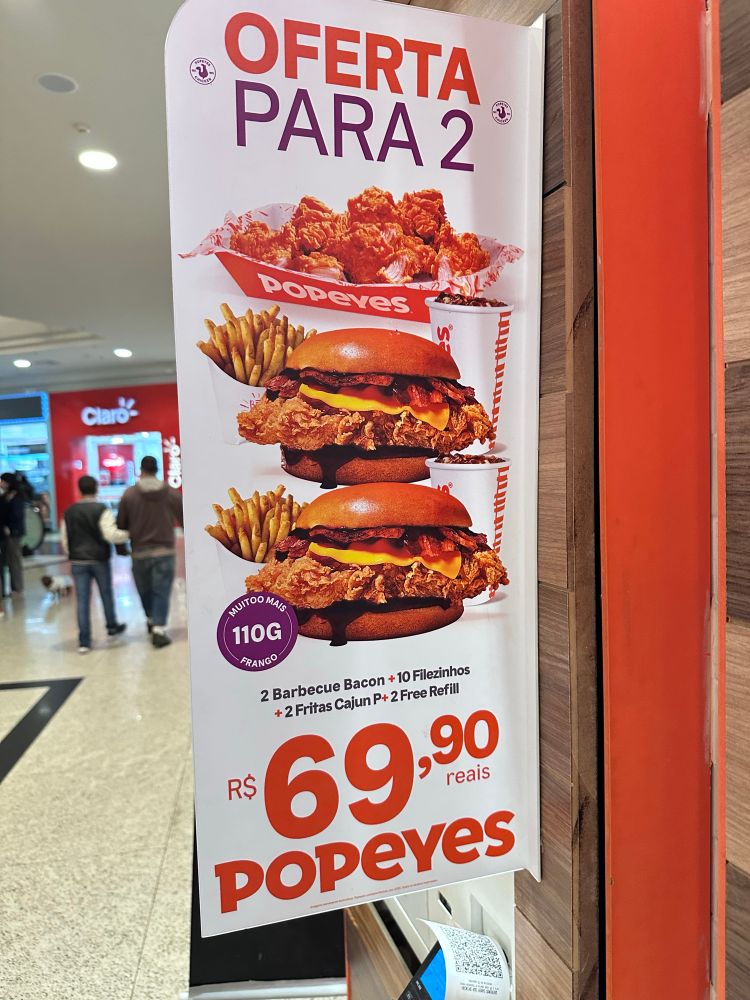 OFERTA
PARA 2
POPEYES
MUITOO MAIS
110G
FRANGO
2 Barbecue Bacon + 10 Filezinhos
+ 2 Fritas Cajun P+ 2 Free Refill
R$ 69,90
reais
POPEYES
Claro
Claro